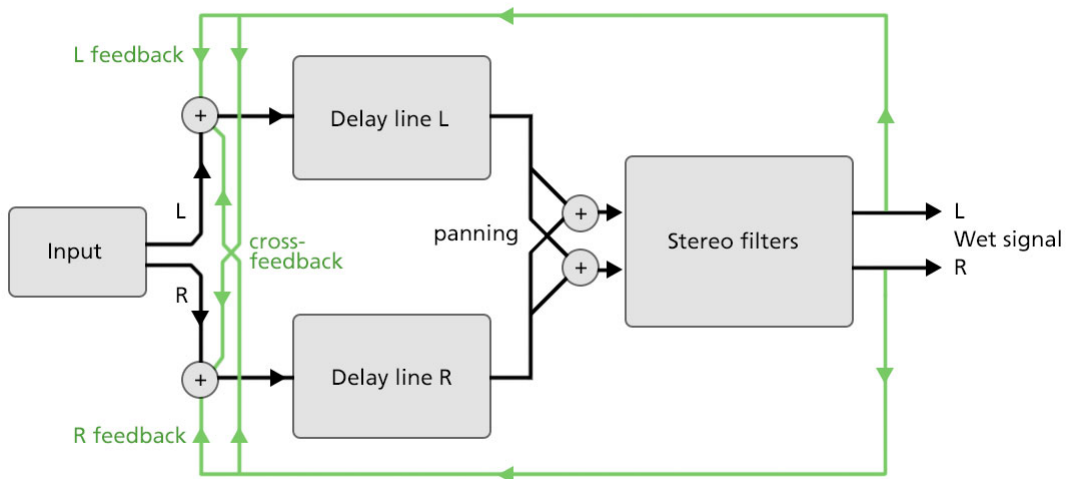 L feedback
+
Delay line L
L
Input
cross-
feedback
panning
+
+
Stereo filters
L
Wet signal
R
R
+
Delay line R
R feedback